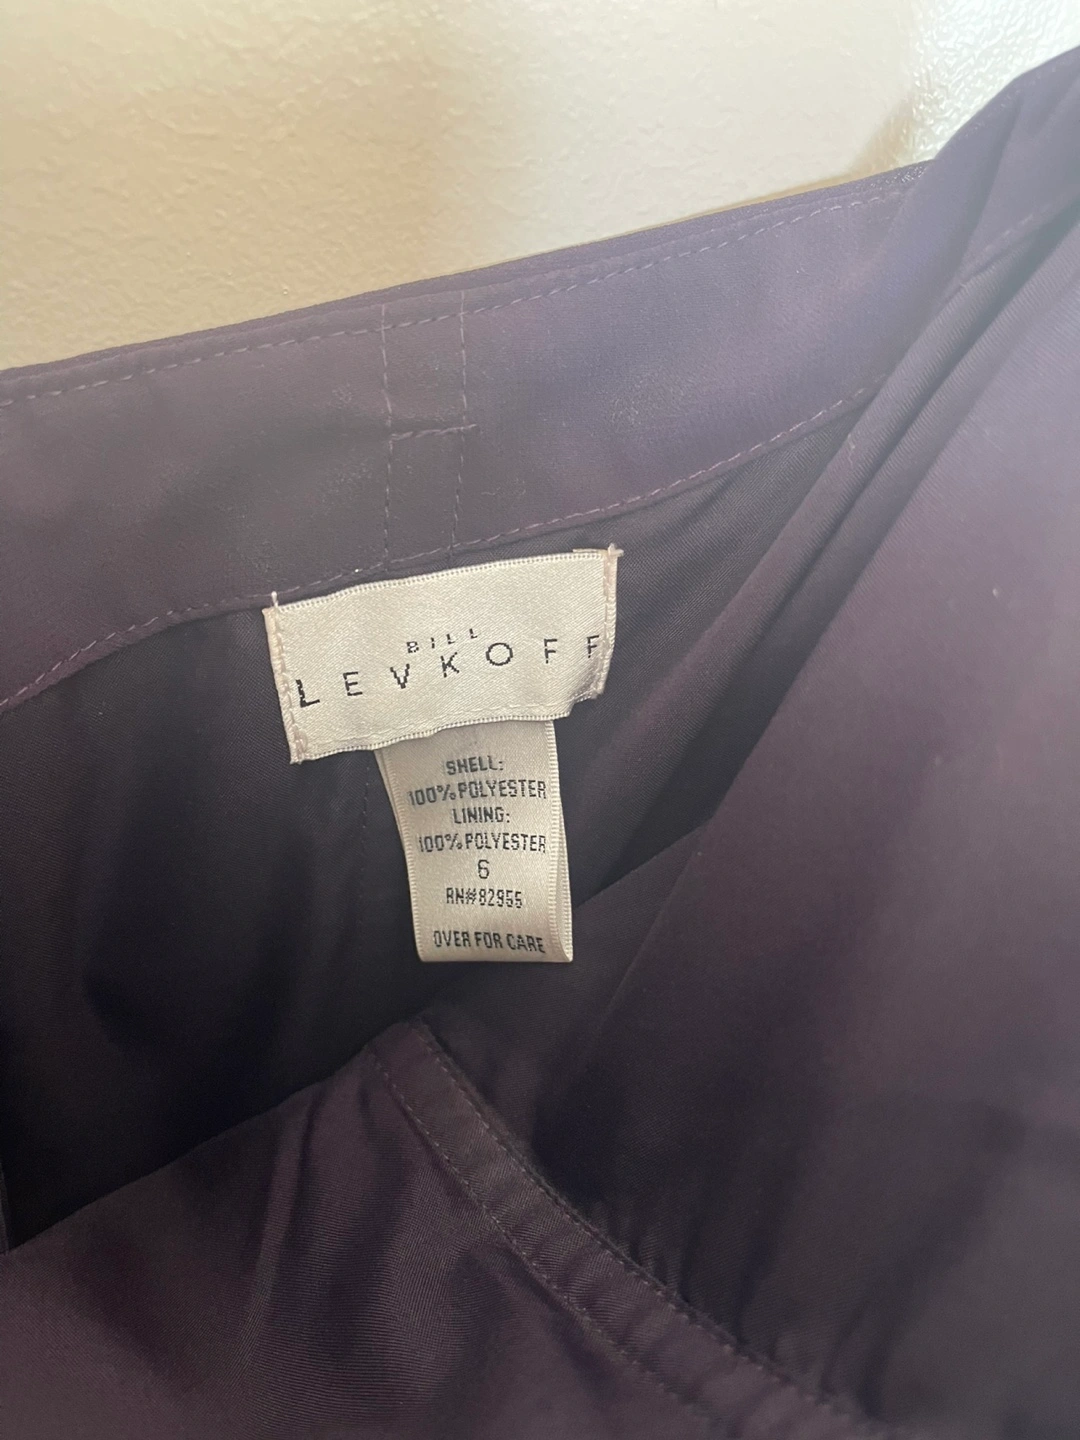 BILL
LEVKOFF
SHELL:
100% POLYESTER
LINING:
100% POLYESTER
6
RN#82955
OVER FOR CARE